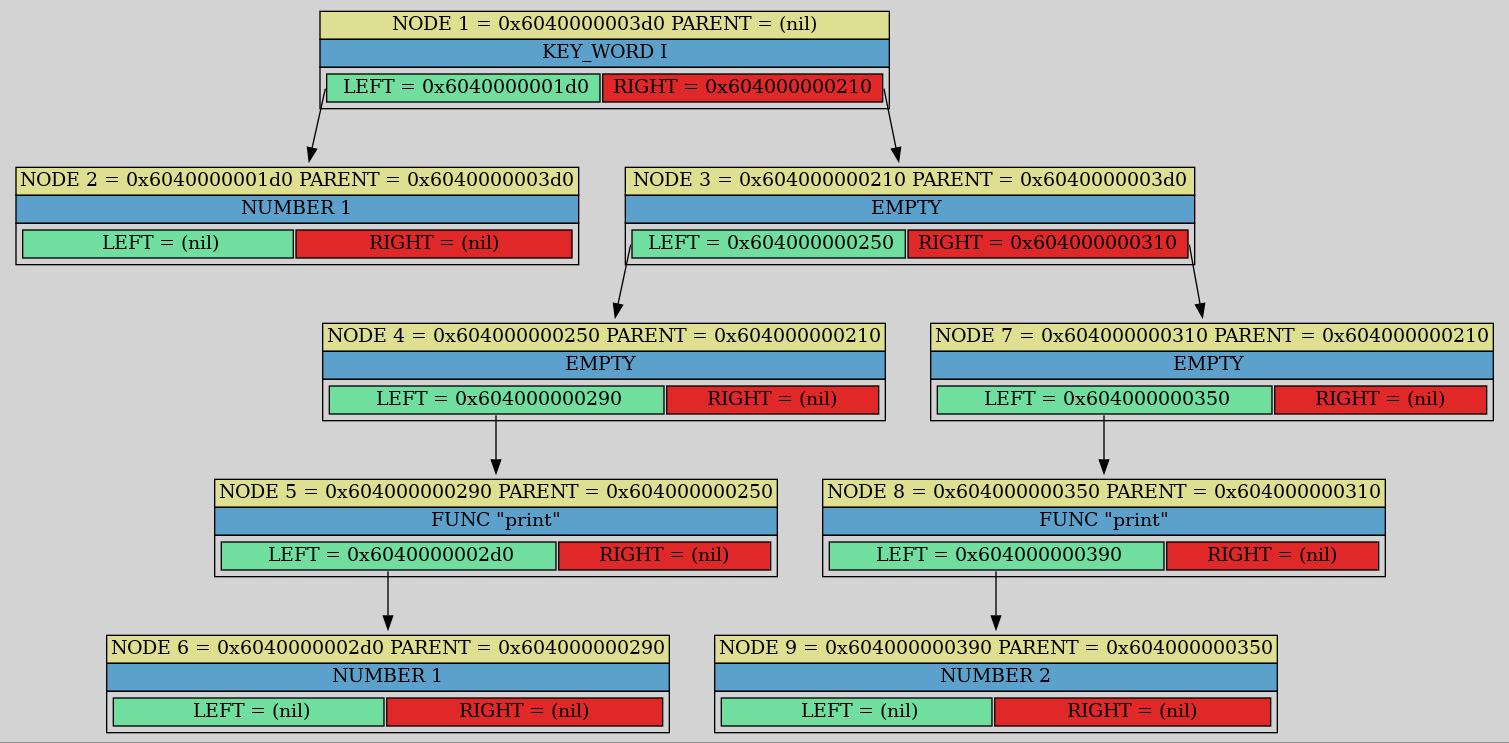 NODE 1 = 0x6040000003d0 PARENT = (nil)
KEY_WORD I
LEFT = 0x6040000001d0 RIGHT = 0x604000000210
NODE 2 = 0x6040000001d0 PARENT = 0x6040000003d0 NODE 3 = 0x604000000210 PARENT = 0x6040000003d0
NUMBER 1 EMPTY
LEFT = (nil) RIGHT = (nil) LEFT = 0x604000000250 RIGHT = 0x604000000310
NODE 4 = 0x604000000250 PARENT = 0x604000000210 NODE 7 = 0x604000000310 PARENT = 0x604000000210
EMPTY EMPTY
LEFT = 0x604000000290 RIGHT = (nil) LEFT = 0x604000000350 RIGHT = (nil)
NODE 5 = 0x604000000290 PARENT = 0x604000000250 NODE 8 = 0x604000000350 PARENT = 0x604000000310
FUNC "print" FUNC "print"
LEFT = 0x6040000002d0 RIGHT = (nil) LEFT = 0x604000000390 RIGHT = (nil)
NODE 6 = 0x6040000002d0 PARENT = 0x604000000290 NODE 9 = 0x604000000390 PARENT = 0x604000000350
NUMBER 1 NUMBER 2
LEFT = (nil) RIGHT = (nil) LEFT = (nil) RIGHT = (nil)